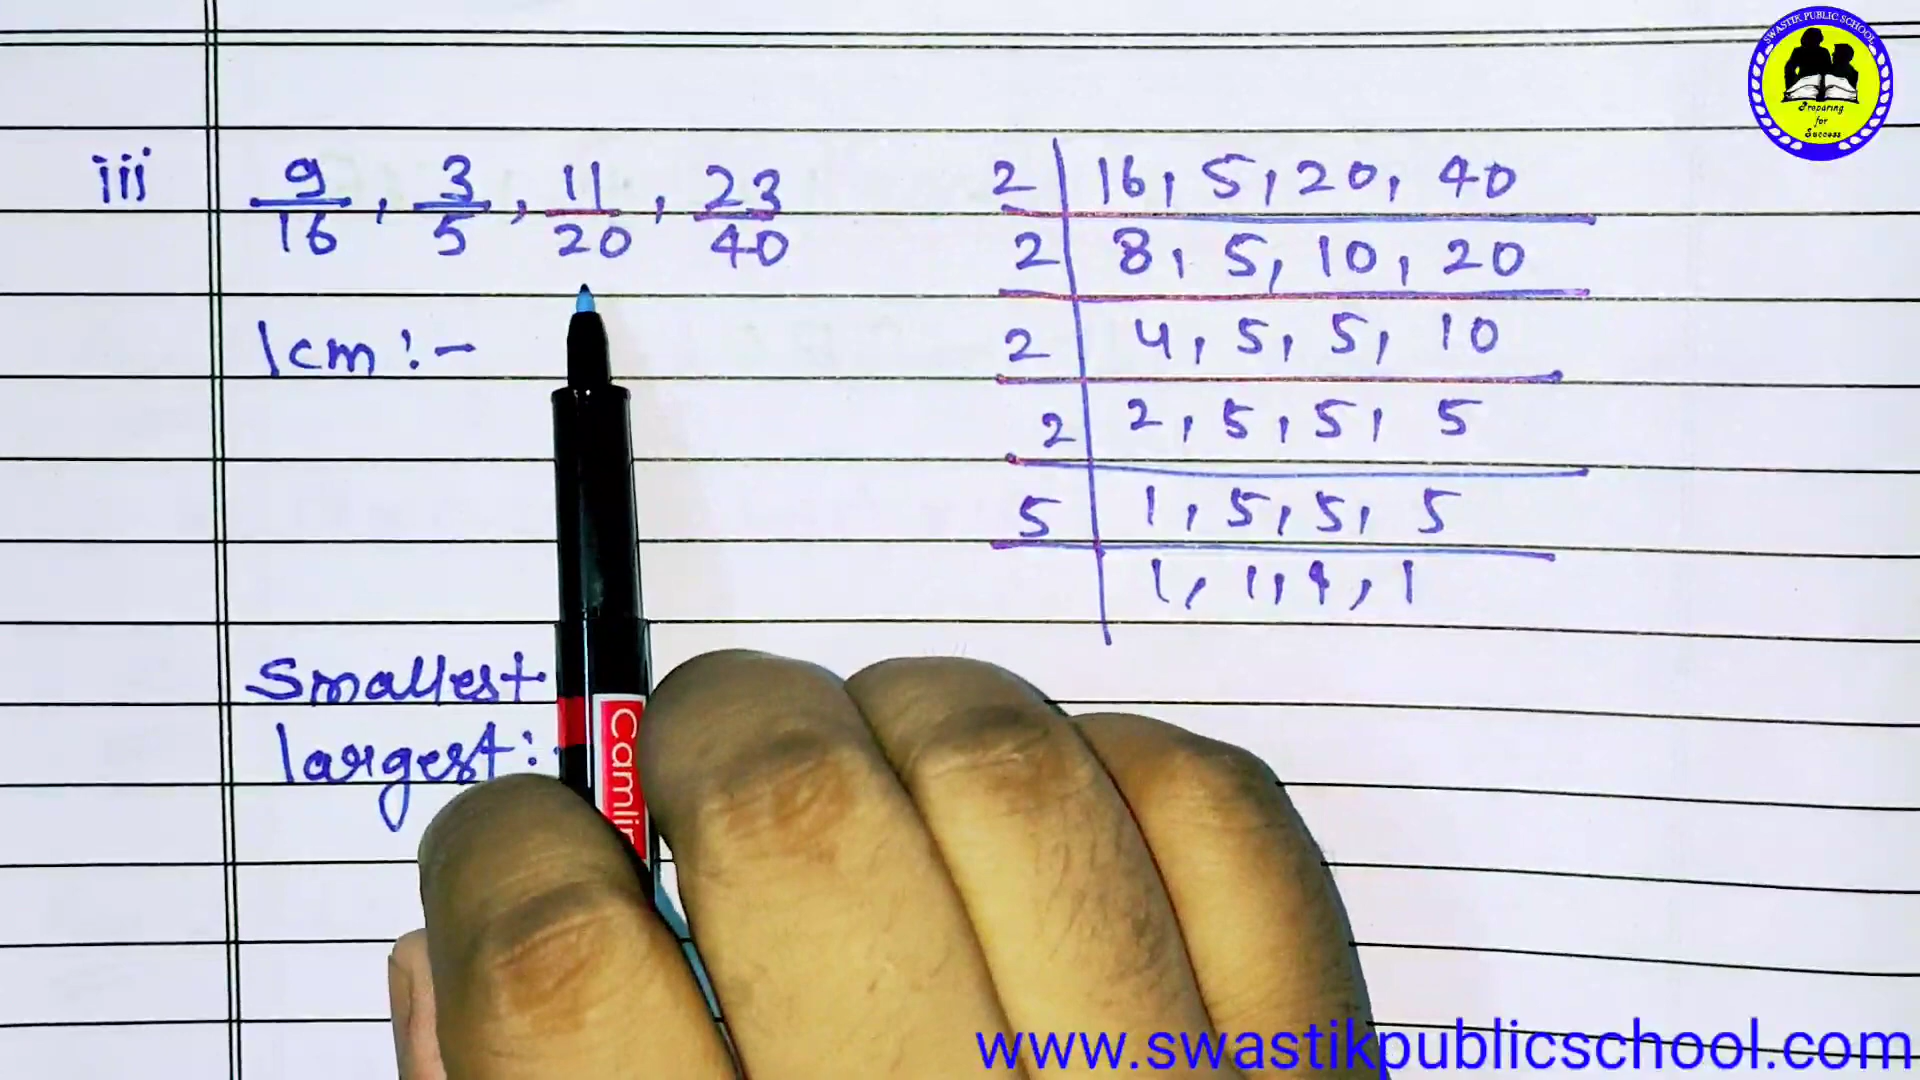 SWASTIK PUBLIC SCHOOL
Preparing
for
Success
iii 9/16, 3/5, 11/20, 23/40
lcm :-
Smallest
largest :-
2 | 16, 5, 20, 40
2 | 8, 5, 10, 20
2 | 4, 5, 5, 10
2 | 2, 5, 5, 5
5 | 1, 5, 5, 5
1, 1, 1, 1
Camlin
www.swastikpublicschool.com